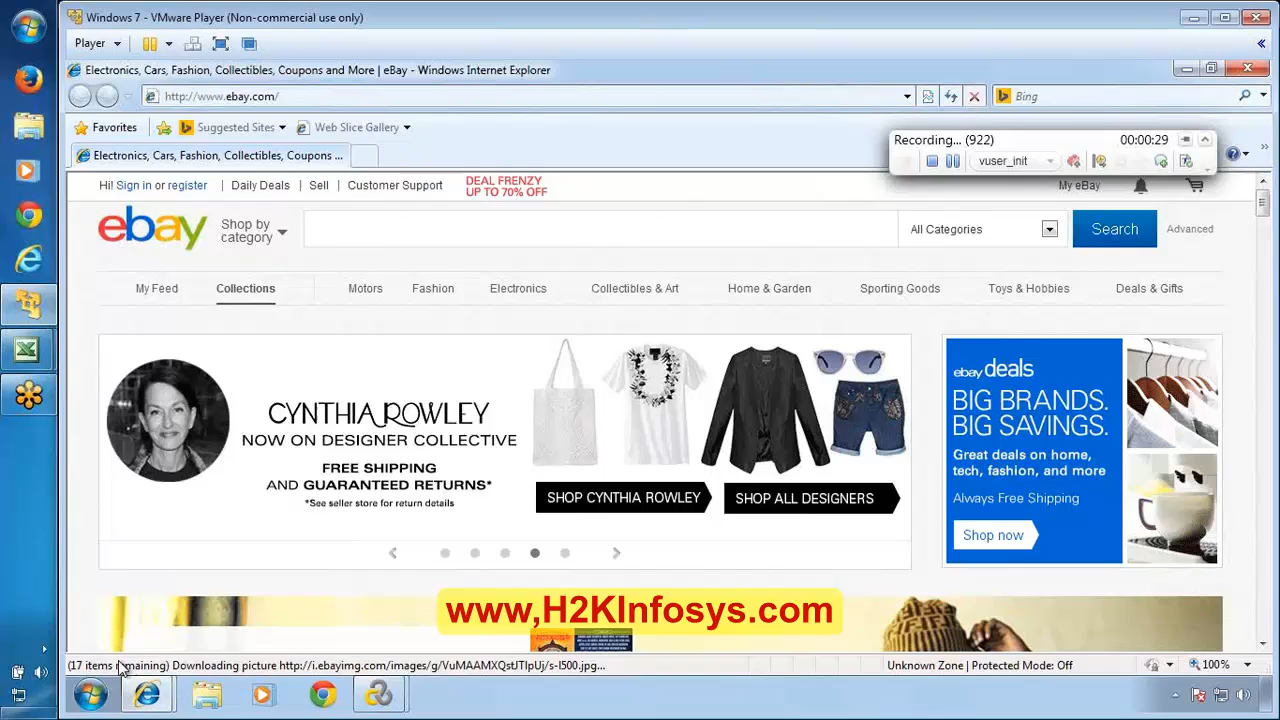 Windows 7 - VMware Player (Non-commercial use only)
Player
Electronics, Cars, Fashion, Collectibles, Coupons and More | eBay - Windows Internet Explorer
http://www.ebay.com/
Bing
Favorites
Suggested Sites
Web Slice Gallery
Electronics, Cars, Fashion, Collectibles, Coupons ...
Recording... (922)
00:00:29
vuser_init
Hi! Sign in or register
Daily Deals
Sell
Customer Support
DEAL FRENZY
UP TO 70% OFF
My eBay
ebay
Shop by
category
All Categories
Search
Advanced
My Feed
Collections
Motors
Fashion
Electronics
Collectibles & Art
Home & Garden
Sporting Goods
Toys & Hobbies
Deals & Gifts
CYNTHIA ROWLEY
NOW ON DESIGNER COLLECTIVE
FREE SHIPPING
AND GUARANTEED RETURNS*
*See seller store for return details
SHOP CYNTHIA ROWLEY
SHOP ALL DESIGNERS
ebay deals
BIG BRANDS.
BIG SAVINGS.
Great deals on home,
tech, fashion, and more
Always Free Shipping
Shop now
www,H2KInfosys.com
(17 items remaining) Downloading picture http://i.ebayimg.com/images/g/VuMAAMXQstJTIpUj/s-l500.jpg...
Unknown Zone | Protected Mode: Off
100%